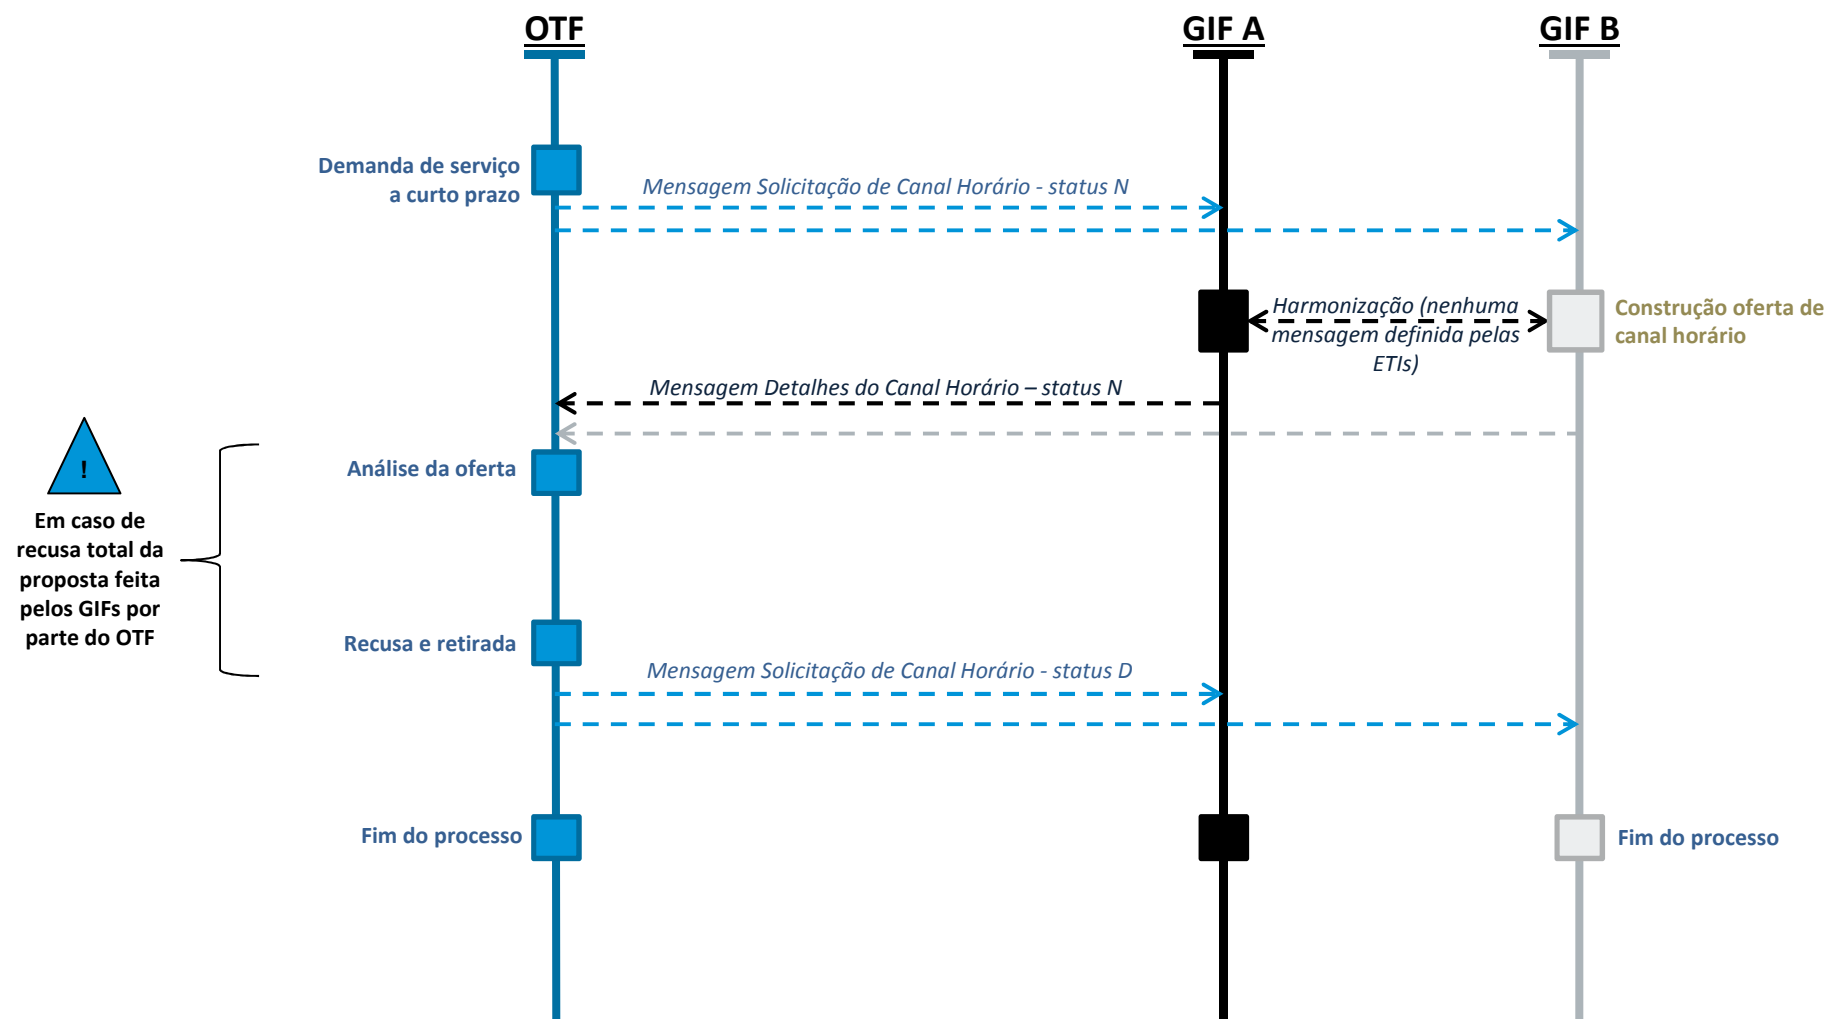 OTF
GIF A
GIF B
Demanda de serviço
a curto prazo
Mensagem Solicitação de Canal Horário - status N
Harmonização (nenhuma
mensagem definida pelas
ETIs)
Construção oferta de
canal horário
Mensagem Detalhes do Canal Horário – status N
!
Em caso de
recusa total da
proposta feita
pelos GIFs por
parte do OTF
Análise da oferta
Recusa e retirada
Mensagem Solicitação de Canal Horário - status D
Fim do processo
Fim do processo